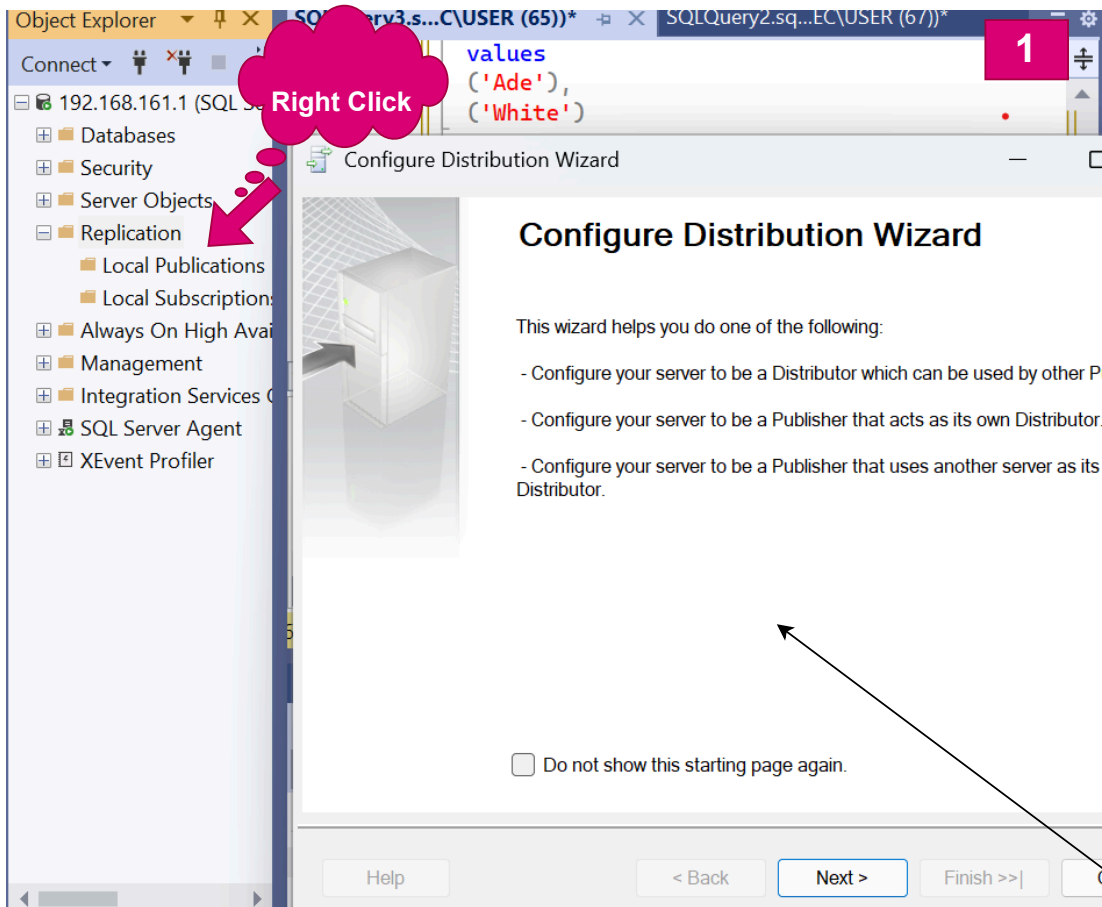 Object Explorer
SQLQuery3.s...C\USER (65))*
SQLQuery2.sq...EC\USER (67))*
Connect
values
('Ade'),
('White')
1
Right Click
192.168.161.1 (SQL
Databases
Security
Server Objects
Replication
Local Publications
Local Subscriptions
Always On High Avai
Management
Integration Services
SQL Server Agent
XEvent Profiler
Configure Distribution Wizard
Configure Distribution Wizard
This wizard helps you do one of the following:
- Configure your server to be a Distributor which can be used by other P
- Configure your server to be a Publisher that acts as its own Distributor.
- Configure your server to be a Publisher that uses another server as its
Distributor.
Do not show this starting page again.
Help
< Back
Next >
Finish >>|